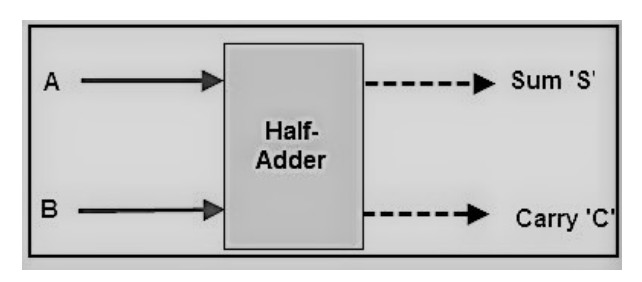 A
Sum 'S'
Half-
Adder
B
Carry 'C'